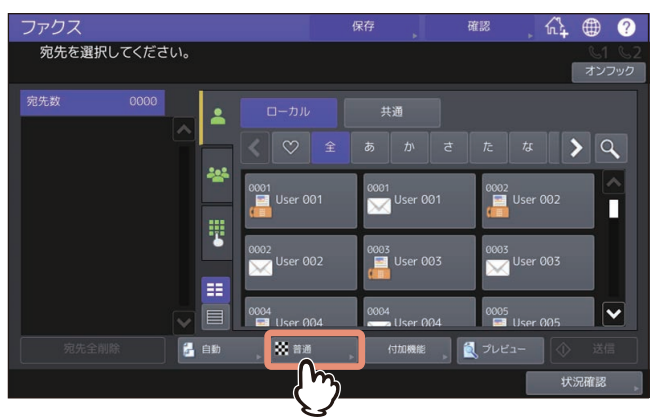 ファクス 保存 確認 ?
宛先を選択してください。 1 2
オンフック
宛先数 0000
ローカル 共通
全 あ か さ た な
0001 User 001
0001 User 001
0002 User 002
0002 User 002
0003 User 003
0003 User 003
0004 User 004
0004 User 004
0005 User 005
宛先全削除 自動 普通 付加機能 プレビュー 送信
状況確認